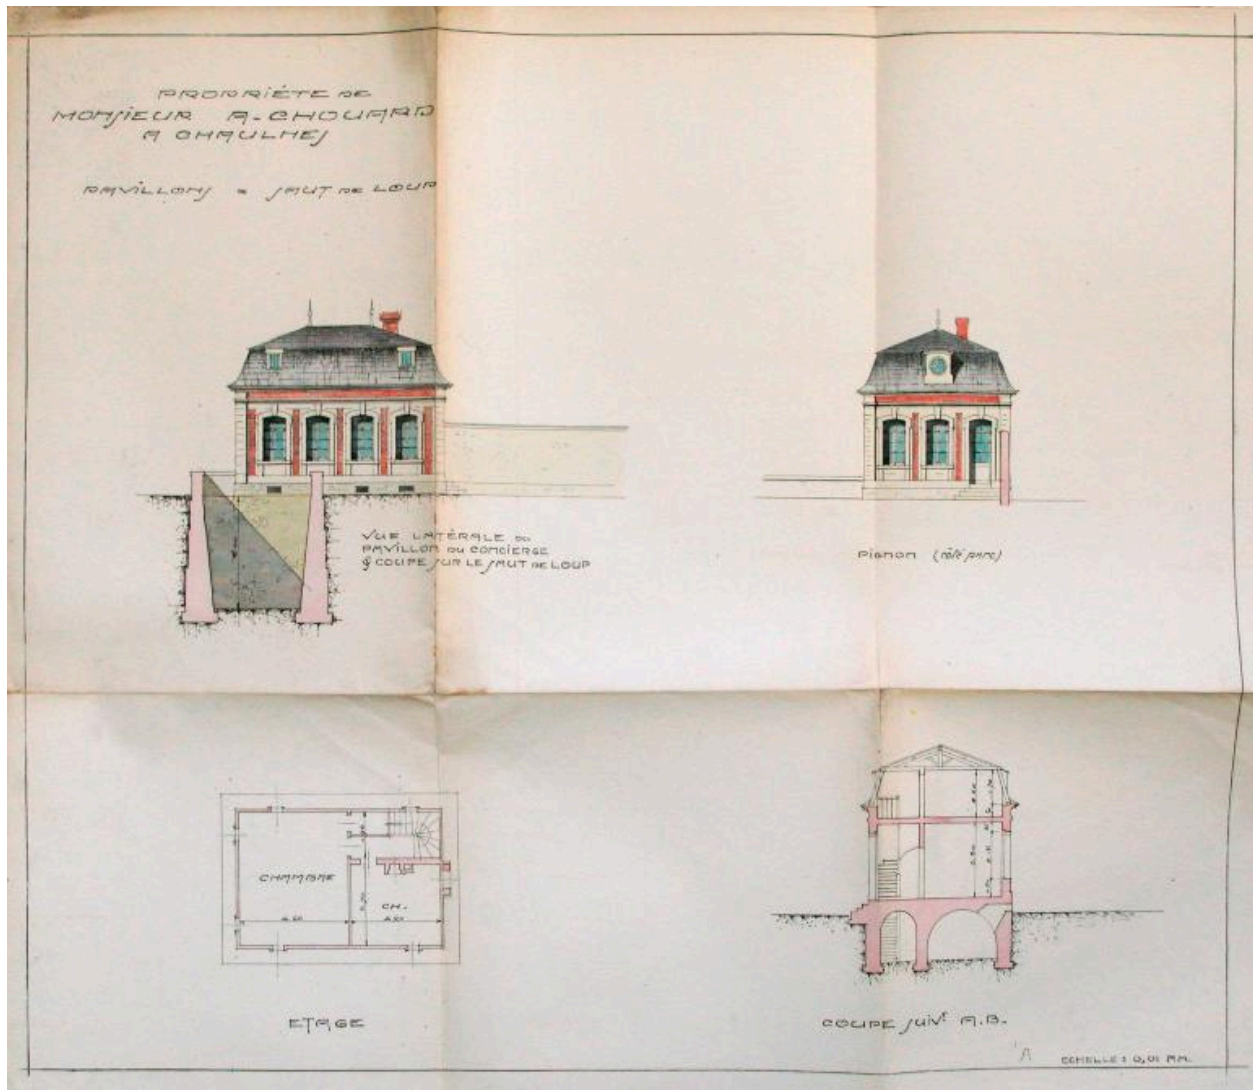 PROPRIÉTÉ DE
MONSIEUR A. CHOUARD
A CHAULNES
PAVILLONS = SAUT DE LOUP
VUE LATÉRALE DU
PAVILLON DU CONCIERGE
& COUPE SUR LE SAUT DE LOUP
PIGNON (côté parc)
CHAMBRE
CH.
ETAGE
COUPE SUIVt A.B.
A
ECHELLE : 0,01 P.M.